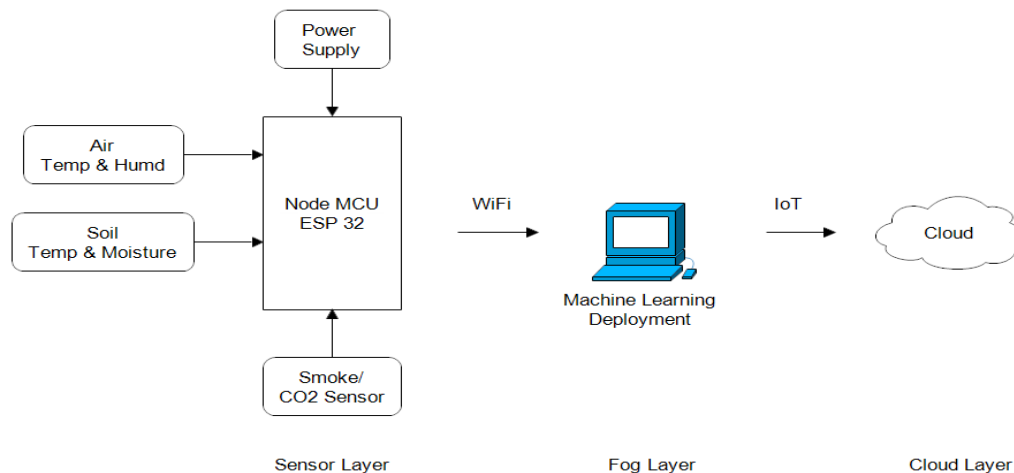 Power
Supply
Air
Temp & Humd
Soil
Temp & Moisture
Node MCU
ESP 32
Smoke/
CO2 Sensor
WiFi
Machine Learning
Deployment
IoT
Cloud
Sensor Layer
Fog Layer
Cloud Layer